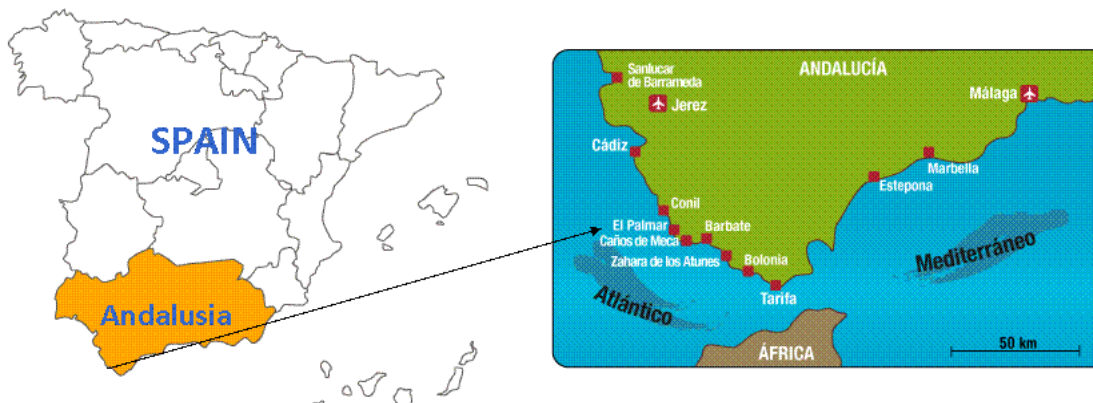 SPAIN
Andalusia
ANDALUCÍA
Sanlucar
de Barrameda
Jerez
Málaga
Cádiz
Marbella
Estepona
Conil
El Palmar
Barbate
Caños de Meca
Zahara de los Atunes
Bolonia
Tarifa
Atlántico
Mediterráneo
ÁFRICA
50 km